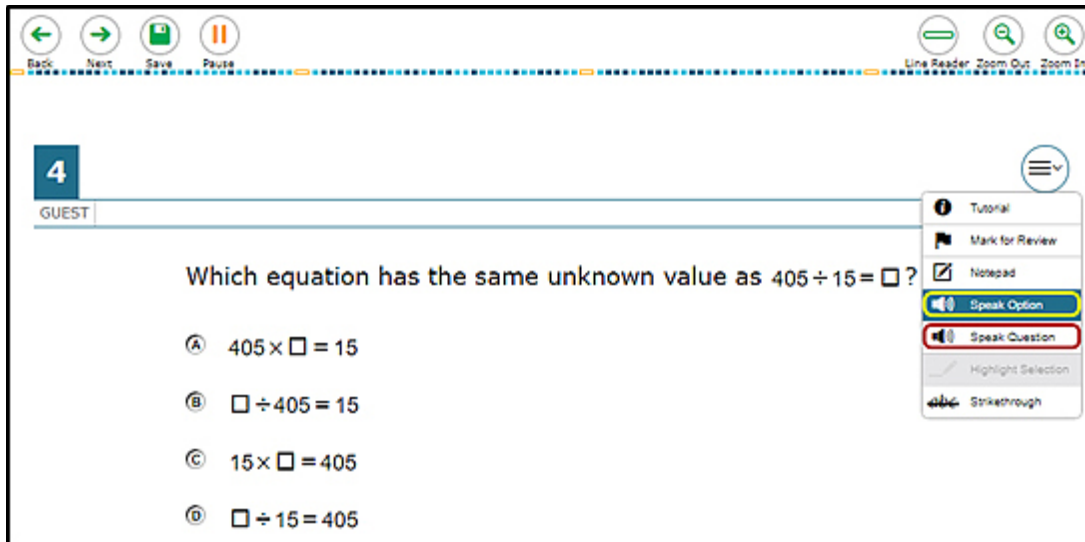 Back Next Save Pause Line Reader Zoom Out Zoom In
4
GUEST
Tutorial
Mark for Review
Notepad
Speak Option
Speak Question
Highlight Selection
abc Strikethrough
Which equation has the same unknown value as 405 ÷ 15 = □ ?
A 405 × □ = 15
B □ ÷ 405 = 15
C 15 × □ = 405
D □ ÷ 15 = 405